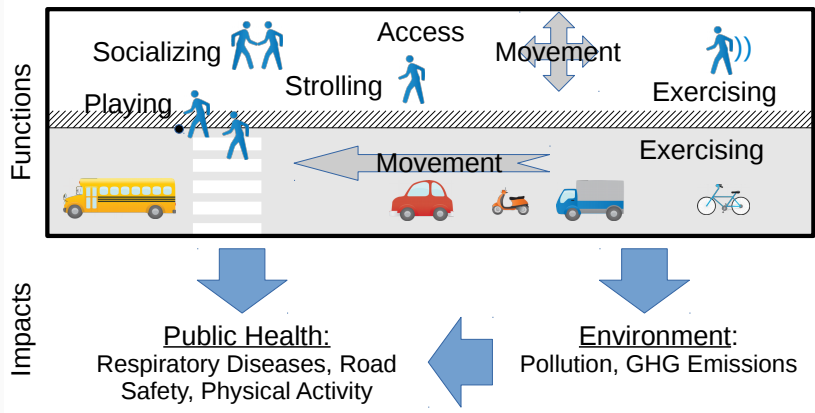 Functions
Socializing
Access
Movement
Strolling
Playing
Exercising
Movement
Exercising
Impacts
Public Health:
Respiratory Diseases, Road
Safety, Physical Activity
Environment:
Pollution, GHG Emissions